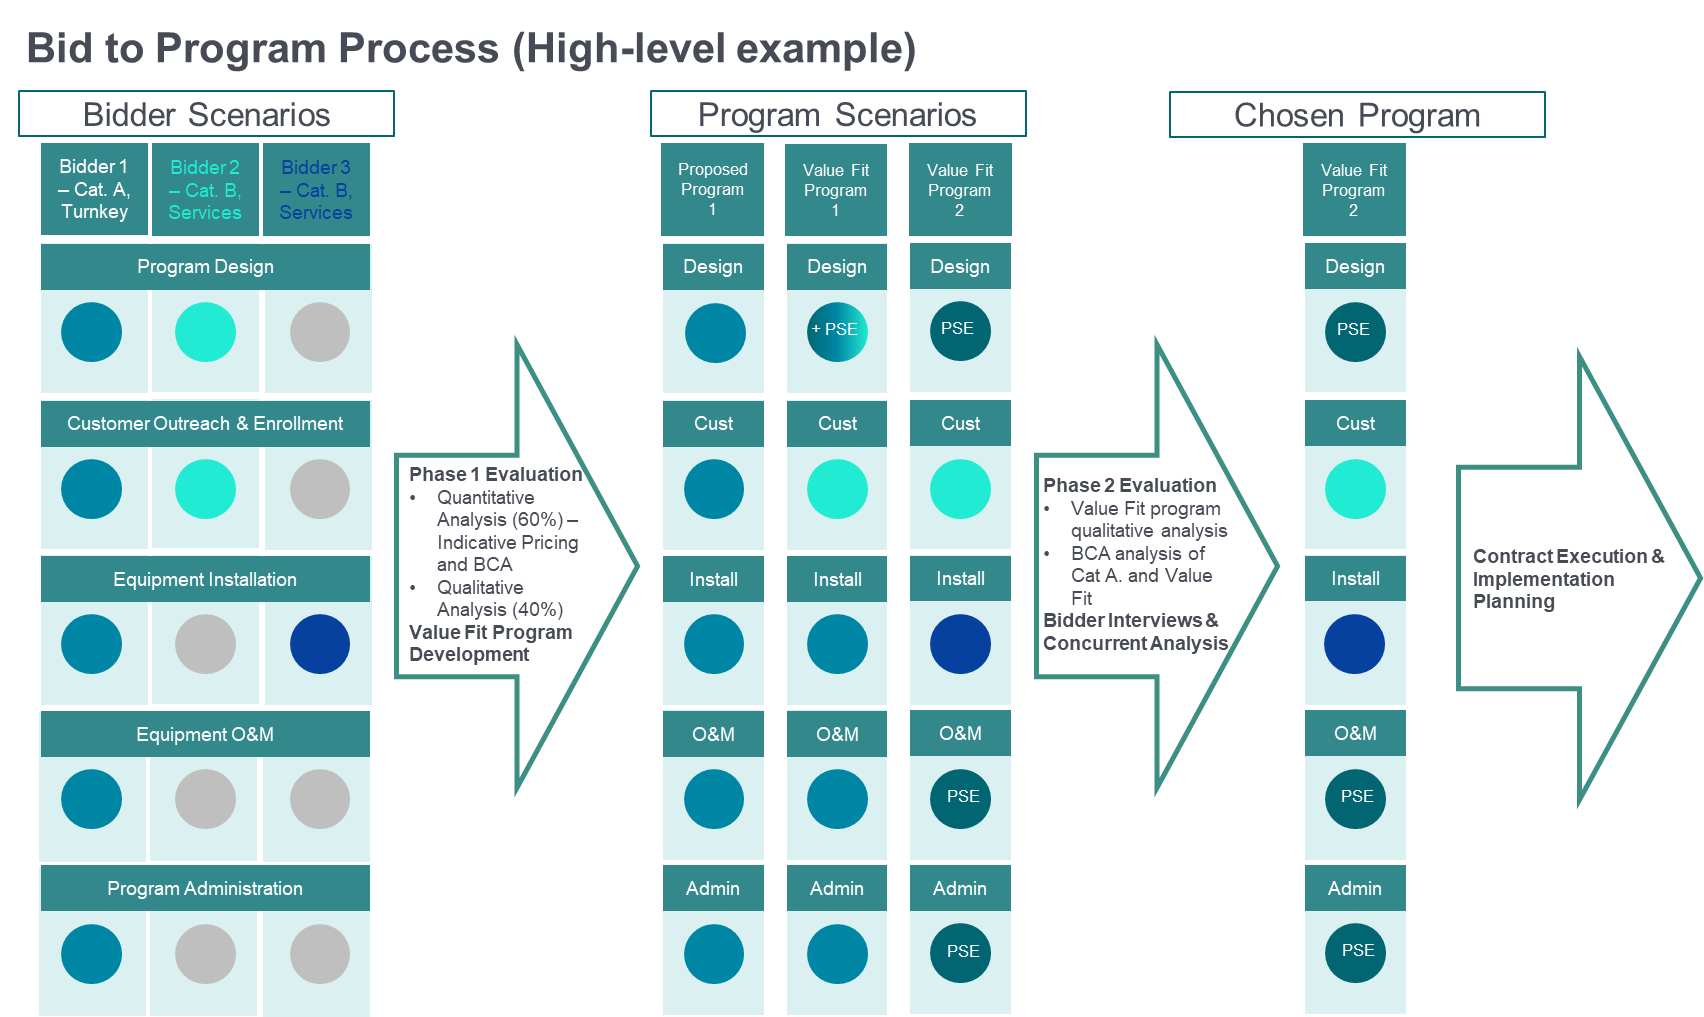 Bid to Program Process (High-level example)
Bidder Scenarios
Bidder 1
– Cat. A,
Turnkey
Bidder 2
– Cat. B,
Services
Bidder 3
– Cat. B,
Services
Program Design
Customer Outreach & Enrollment
Equipment Installation
Equipment O&M
Program Administration
Phase 1 Evaluation
• Quantitative
Analysis (60%) –
Indicative Pricing
and BCA
• Qualitative
Analysis (40%)
Value Fit Program
Development
Program Scenarios
Proposed
Program
1
Value Fit
Program
1
Value Fit
Program
2
Design
Design
Design
+ PSE
PSE
Cust
Cust
Cust
Install
Install
Install
O&M
O&M
O&M
PSE
Admin
Admin
Admin
PSE
Phase 2 Evaluation
• Value Fit program
qualitative analysis
• BCA analysis of
Cat A. and Value
Fit
Bidder Interviews &
Concurrent Analysis
Chosen Program
Value Fit
Program
2
Design
PSE
Cust
Install
O&M
PSE
Admin
PSE
Contract Execution &
Implementation
Planning